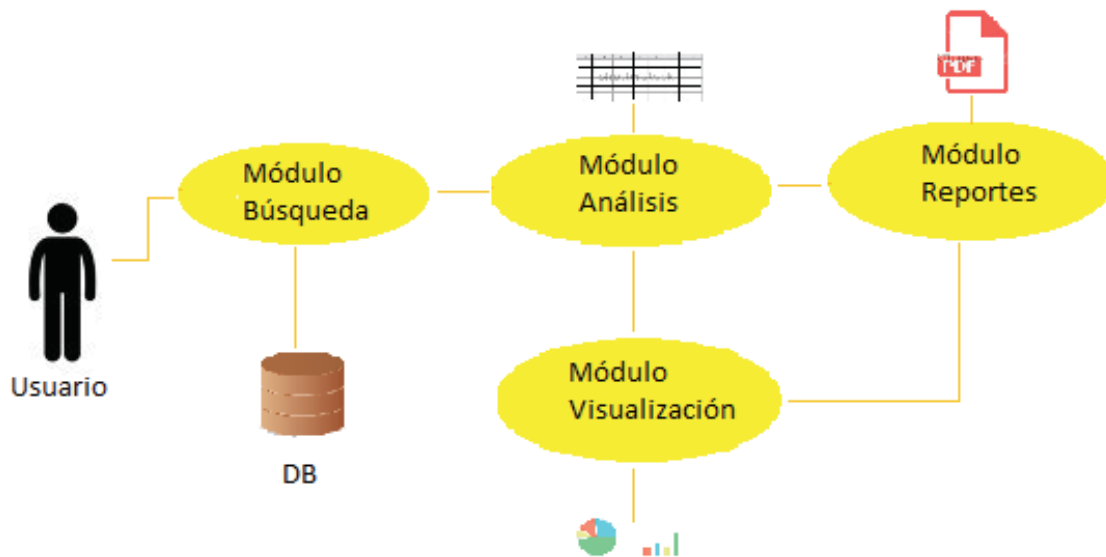 PDF
Módulo
Análisis
Módulo
Reportes
Módulo
Búsqueda
Usuario
Módulo
Visualización
DB